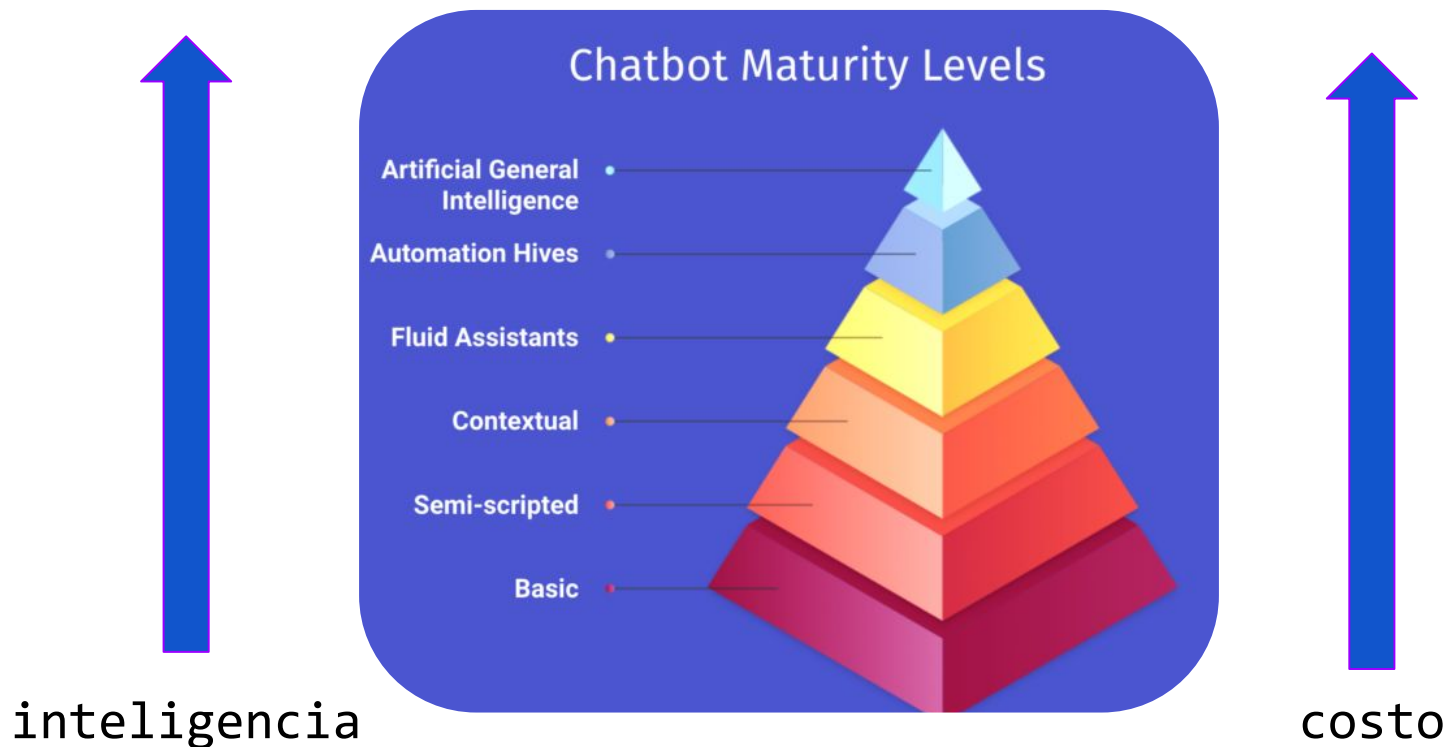 Chatbot Maturity Levels
Artificial General
Intelligence
Automation Hives
Fluid Assistants
Contextual
Semi-scripted
Basic
inteligencia
costo